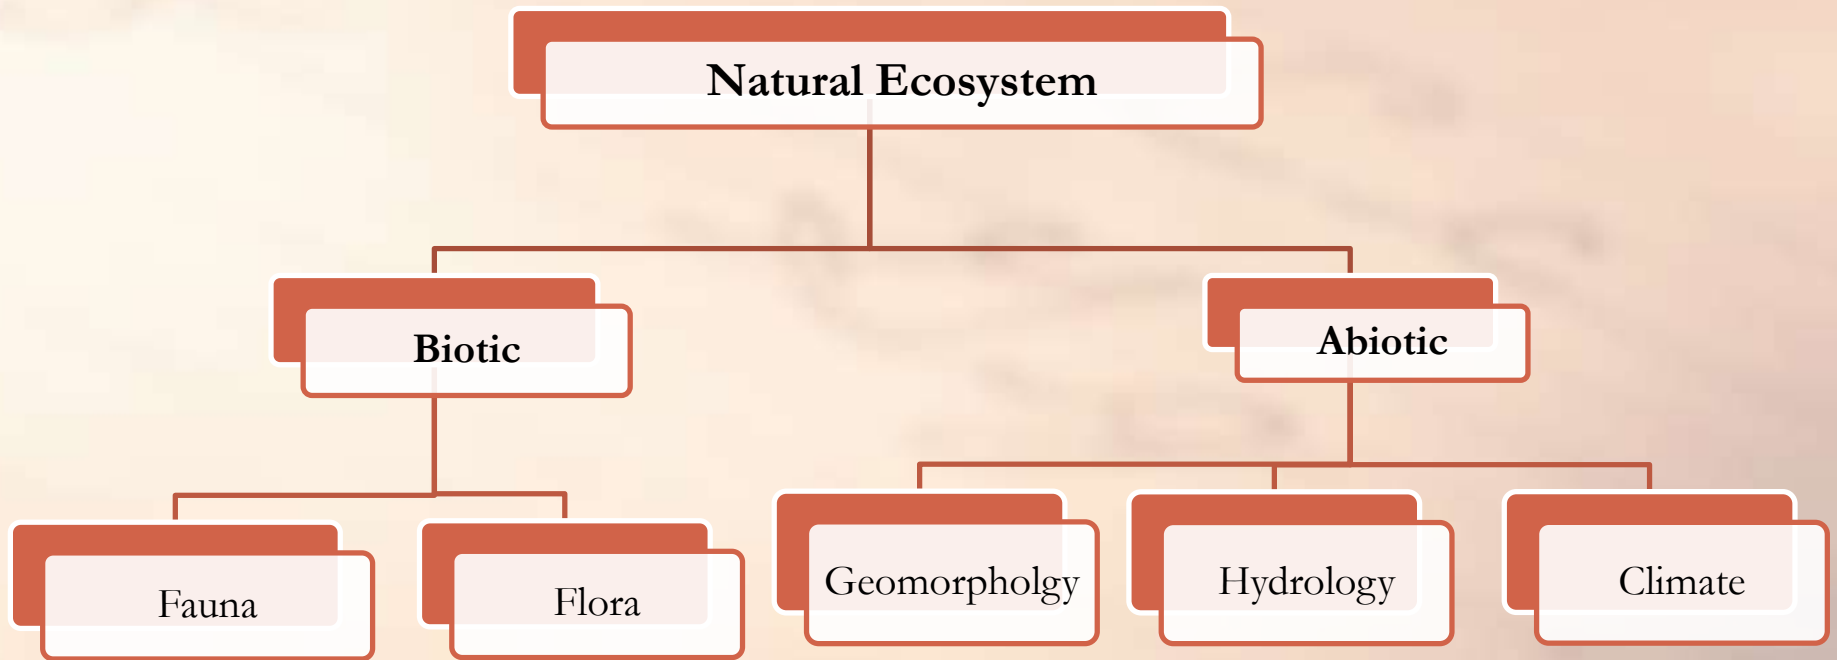 Natural Ecosystem
Biotic
Abiotic
Fauna
Flora
Geomorpholgy
Hydrology
Climate